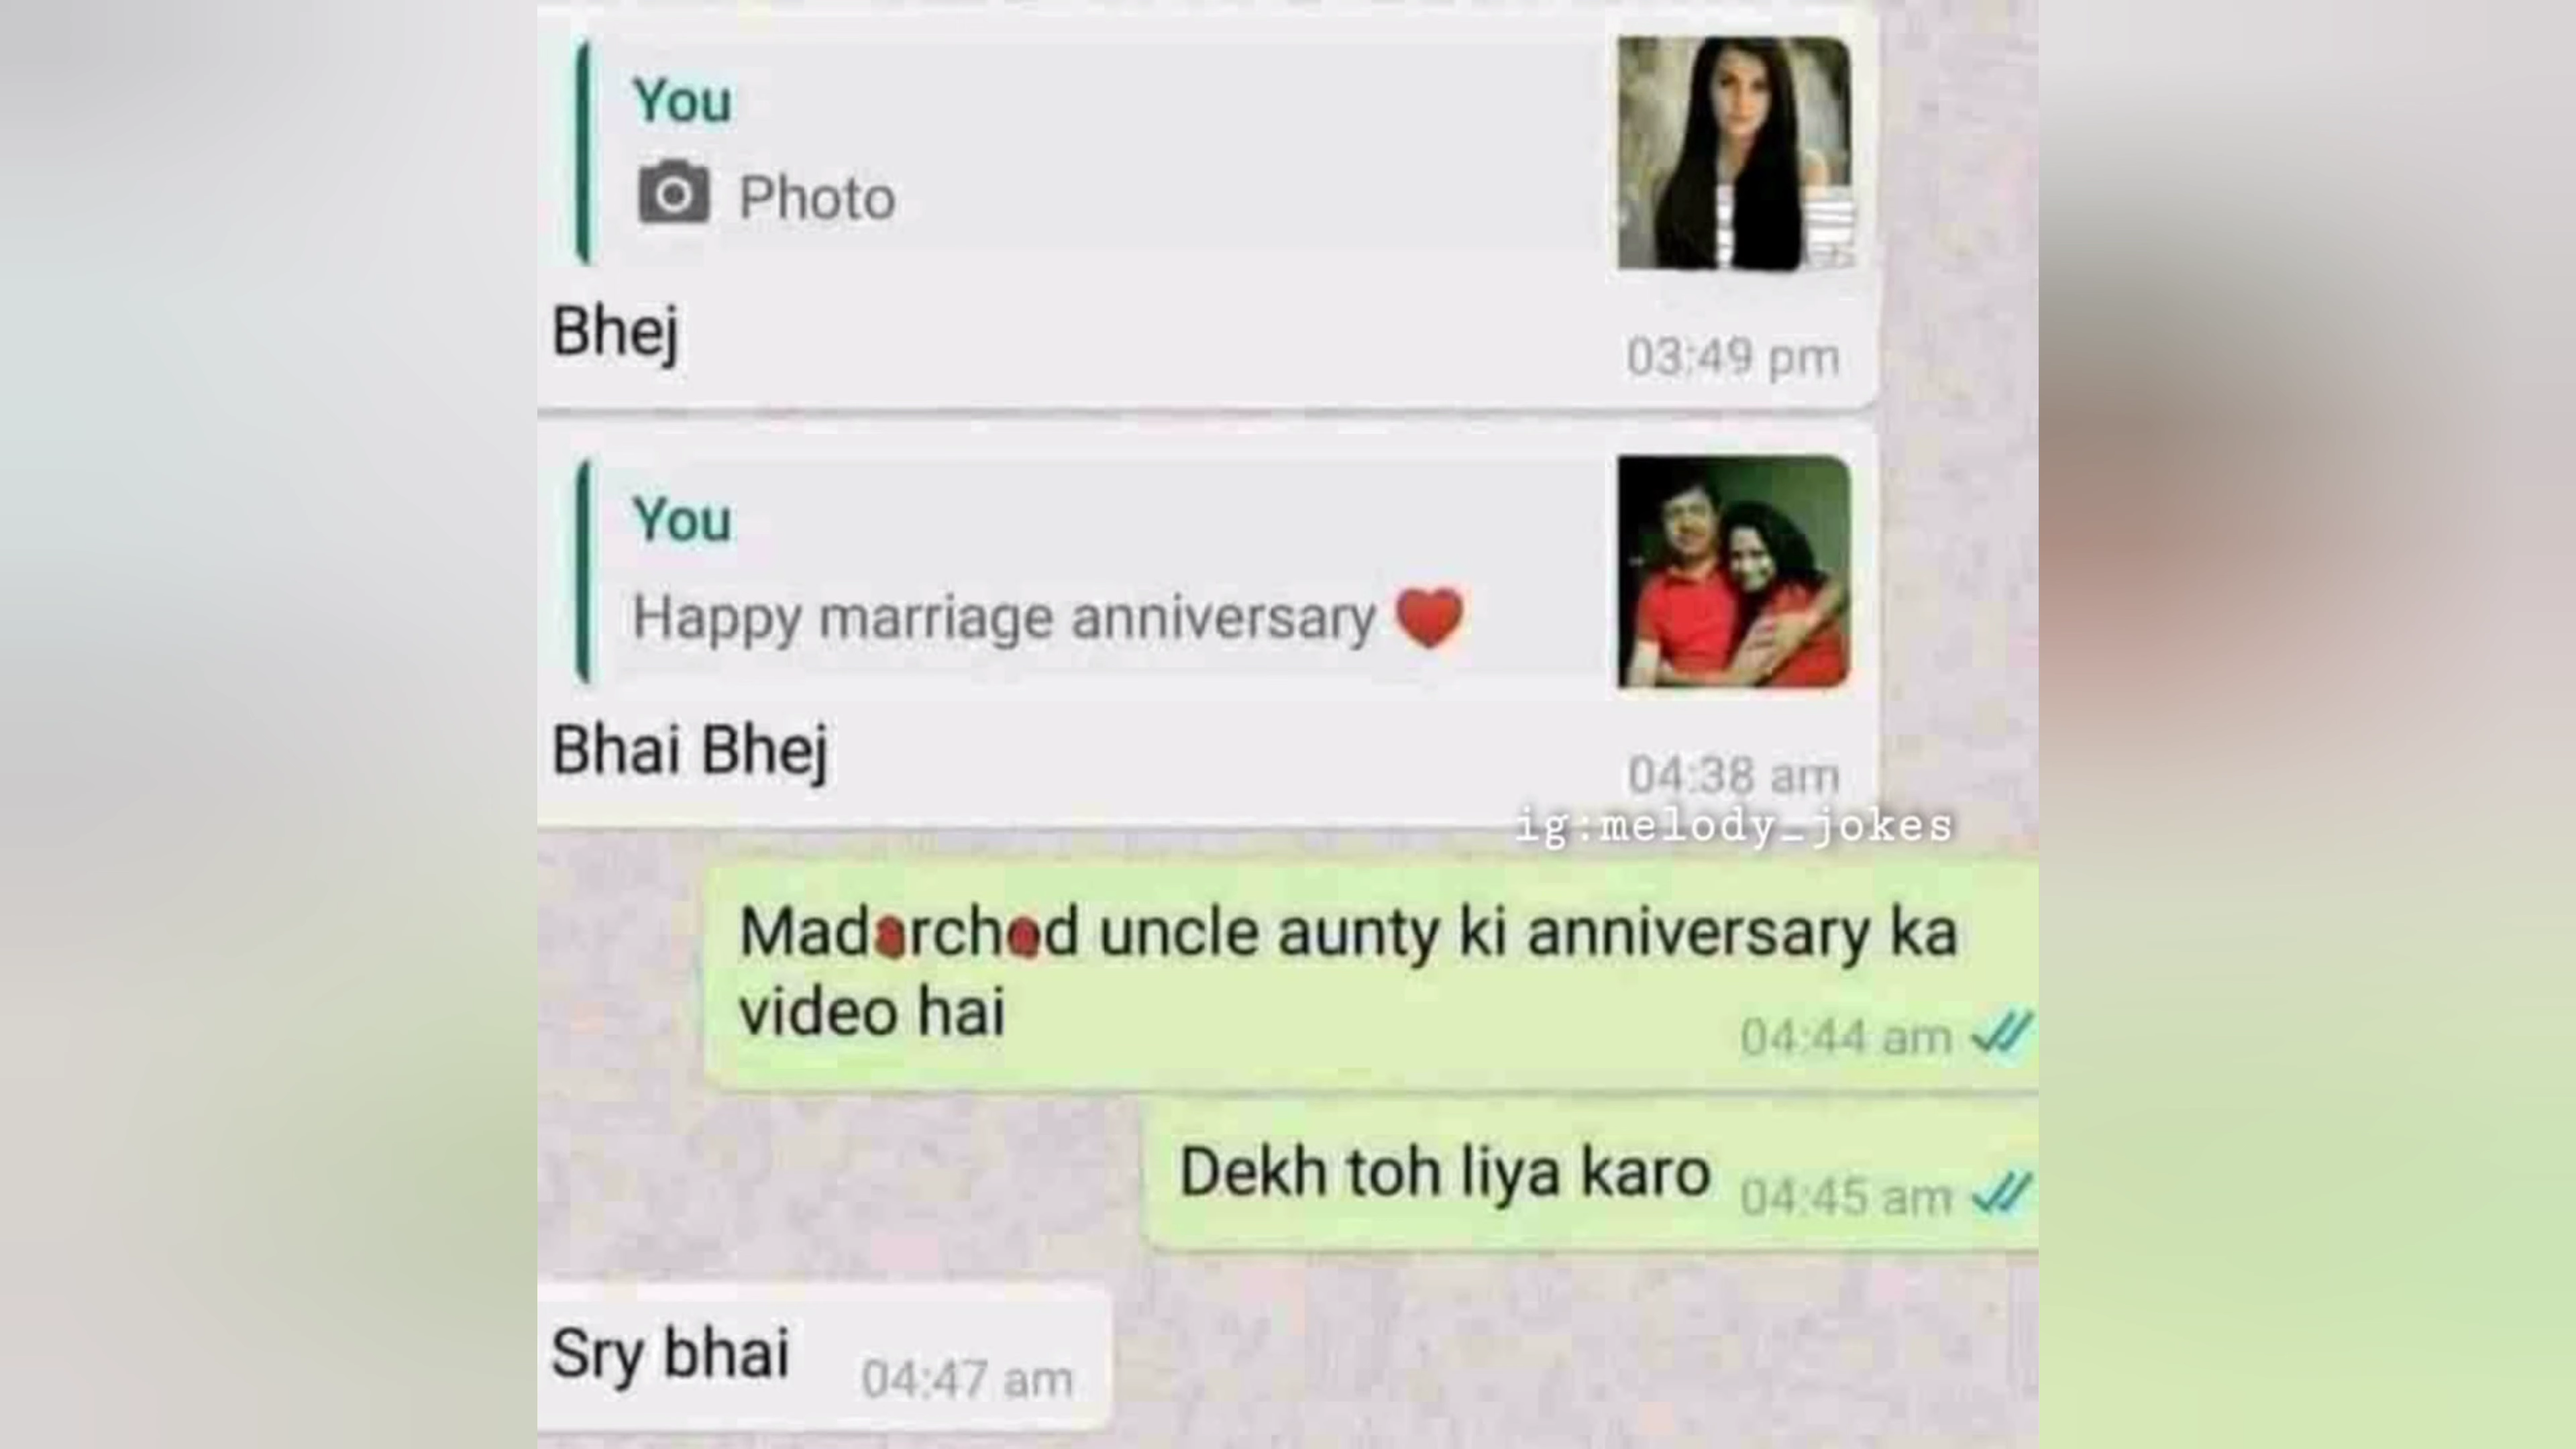 You
Photo
Bhej
03:49 pm
You
Happy marriage anniversary ❤️
Bhai Bhej
04:38 am
ig:melody_jokes
Madarchod uncle aunty ki anniversary ka
video hai
04:44 am
Dekh toh liya karo 04:45 am
Sry bhai 04:47 am